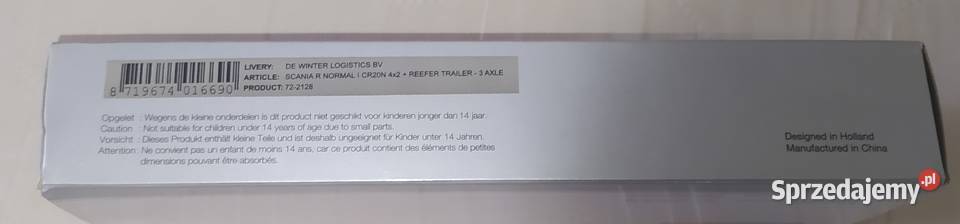 LIVERY: DE WINTER LOGISTICS BV
ARTICLE: SCANIA R NORMAL | CR20N 4x2 + REEFER TRAILER - 3 AXLE
PRODUCT: 72-2128
8 719674 016690
Opgelet : Wegens de kleine onderdelen is dit product niet geschikt voor kinderen jonger dan 14 jaar.
Caution : Not suitable for children under 14 years of age due to small parts.
Vorsicht : Dieses Produkt enthält kleine Teile und ist deshalb ungeeignet für Kinder unter 14 Jahren.
Attention : Ne convient pas un enfant de moins 14 ans, car ce produit contient des éléments de petites
dimensions pouvant être absorbés.
Designed in Holland
Manufactured in China
Sprzedajemy.pl